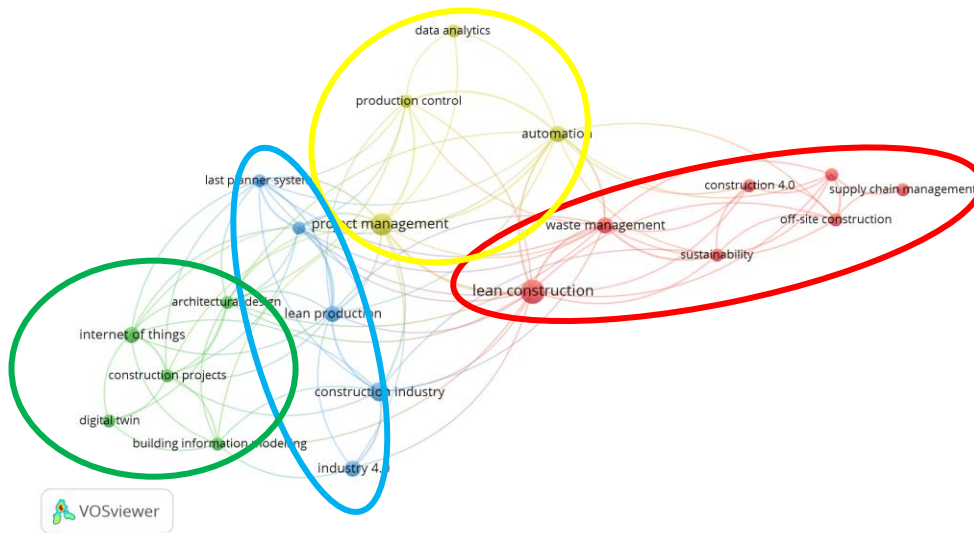 data analytics
production control
automation
last planner system
construction 4.0
supply chain management
project management
waste management
off-site construction
sustainability
lean construction
architectural design
lean production
internet of things
construction projects
construction industry
digital twin
building information modeling
industry 4.0
VOSviewer